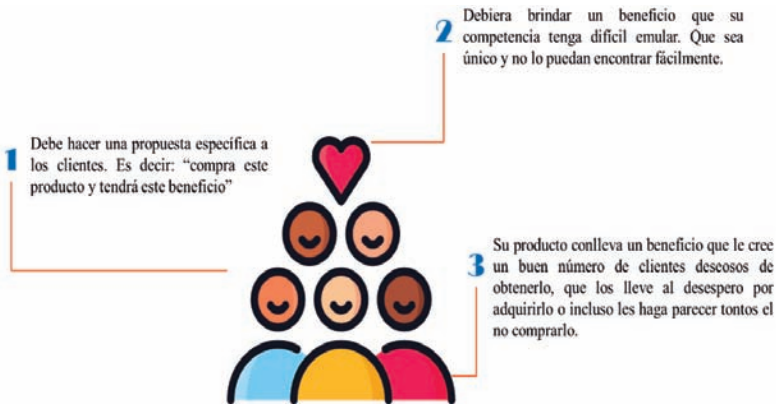 1
Debe hacer una propuesta específica a
los clientes. Es decir: “compra este
producto y tendrá este beneficio”
2
Debiera brindar un beneficio que su
competencia tenga difícil emular. Que sea
único y no lo puedan encontrar fácilmente.
3
Su producto conlleva un beneficio que le cree
un buen número de clientes deseosos de
obtenerlo, que los lleve al desespero por
adquirirlo o incluso les haga parecer tontos el
no comprarlo.